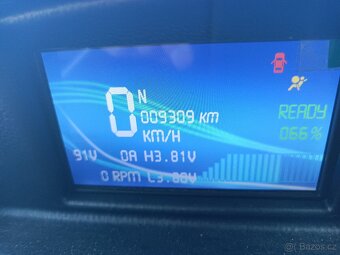 N
0
009309 KM
KM/H
READY
066%
91V 0A H3.81V
0 RPM L3.80V
Bazos.cz